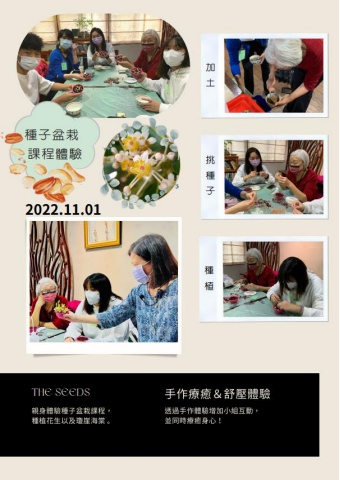 種子盆栽
課程體驗
2022.11.01
加土
挑種子
種植
THE SEEDS
親身體驗種子盆栽課程，
種植花生以及瓊崖海棠。
手作療癒＆舒壓體驗
透過手作體驗增加小組互動，
並同時療癒身心！